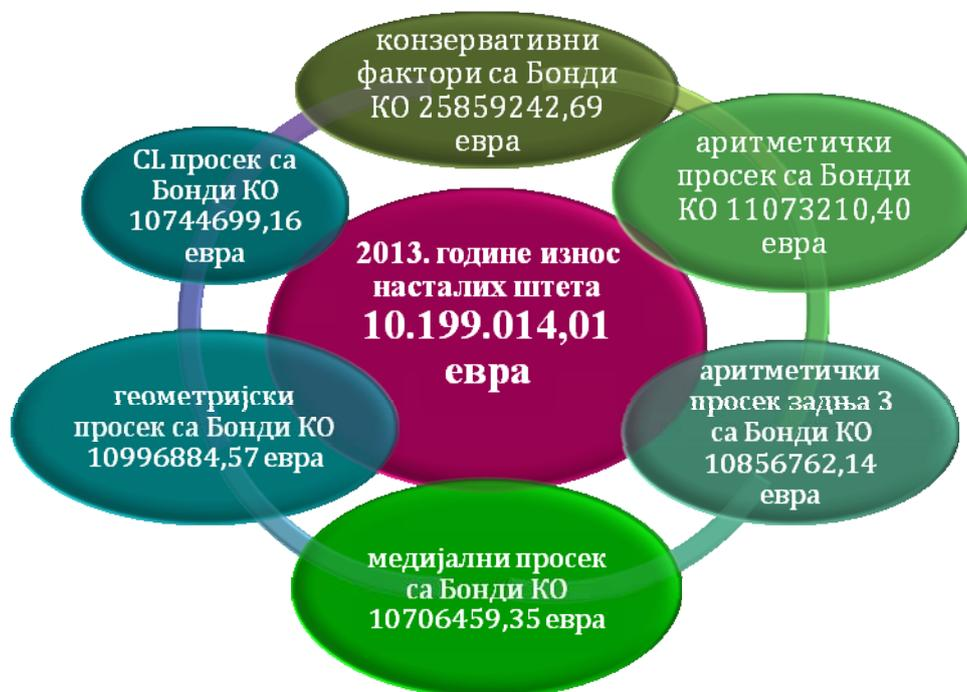 конзервативни
фактори са Бонди
КО 25859242,69
евра
аритметички
просек са Бонди
КО 11073210,40
евра
аритметички
просек задња 3
са Бонди КО
10856762,14
евра
медијални просек
са Бонди КО
10706459,35 евра
геометријски
просек са Бонди КО
10996884,57 евра
CL просек са
Бонди КО
10744699,16
евра
2013. године износ
насталих штета
10.199.014,01
евра